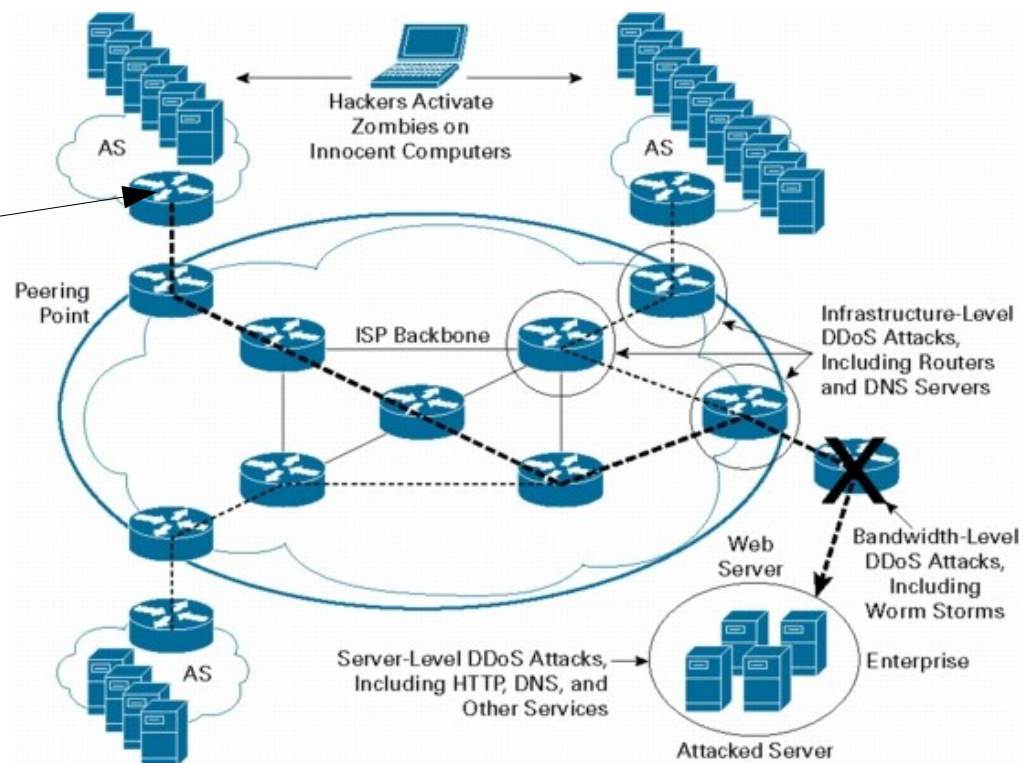 Hackers Activate
Zombies on
Innocent Computers
AS
AS
Peering
Point
ISP Backbone
Infrastructure-Level
DDoS Attacks,
Including Routers
and DNS Servers
Bandwidth-Level
DDoS Attacks,
Including
Worm Storms
Web
Server
Enterprise
Server-Level DDoS Attacks,
Including HTTP, DNS, and
Other Services
AS
Attacked Server